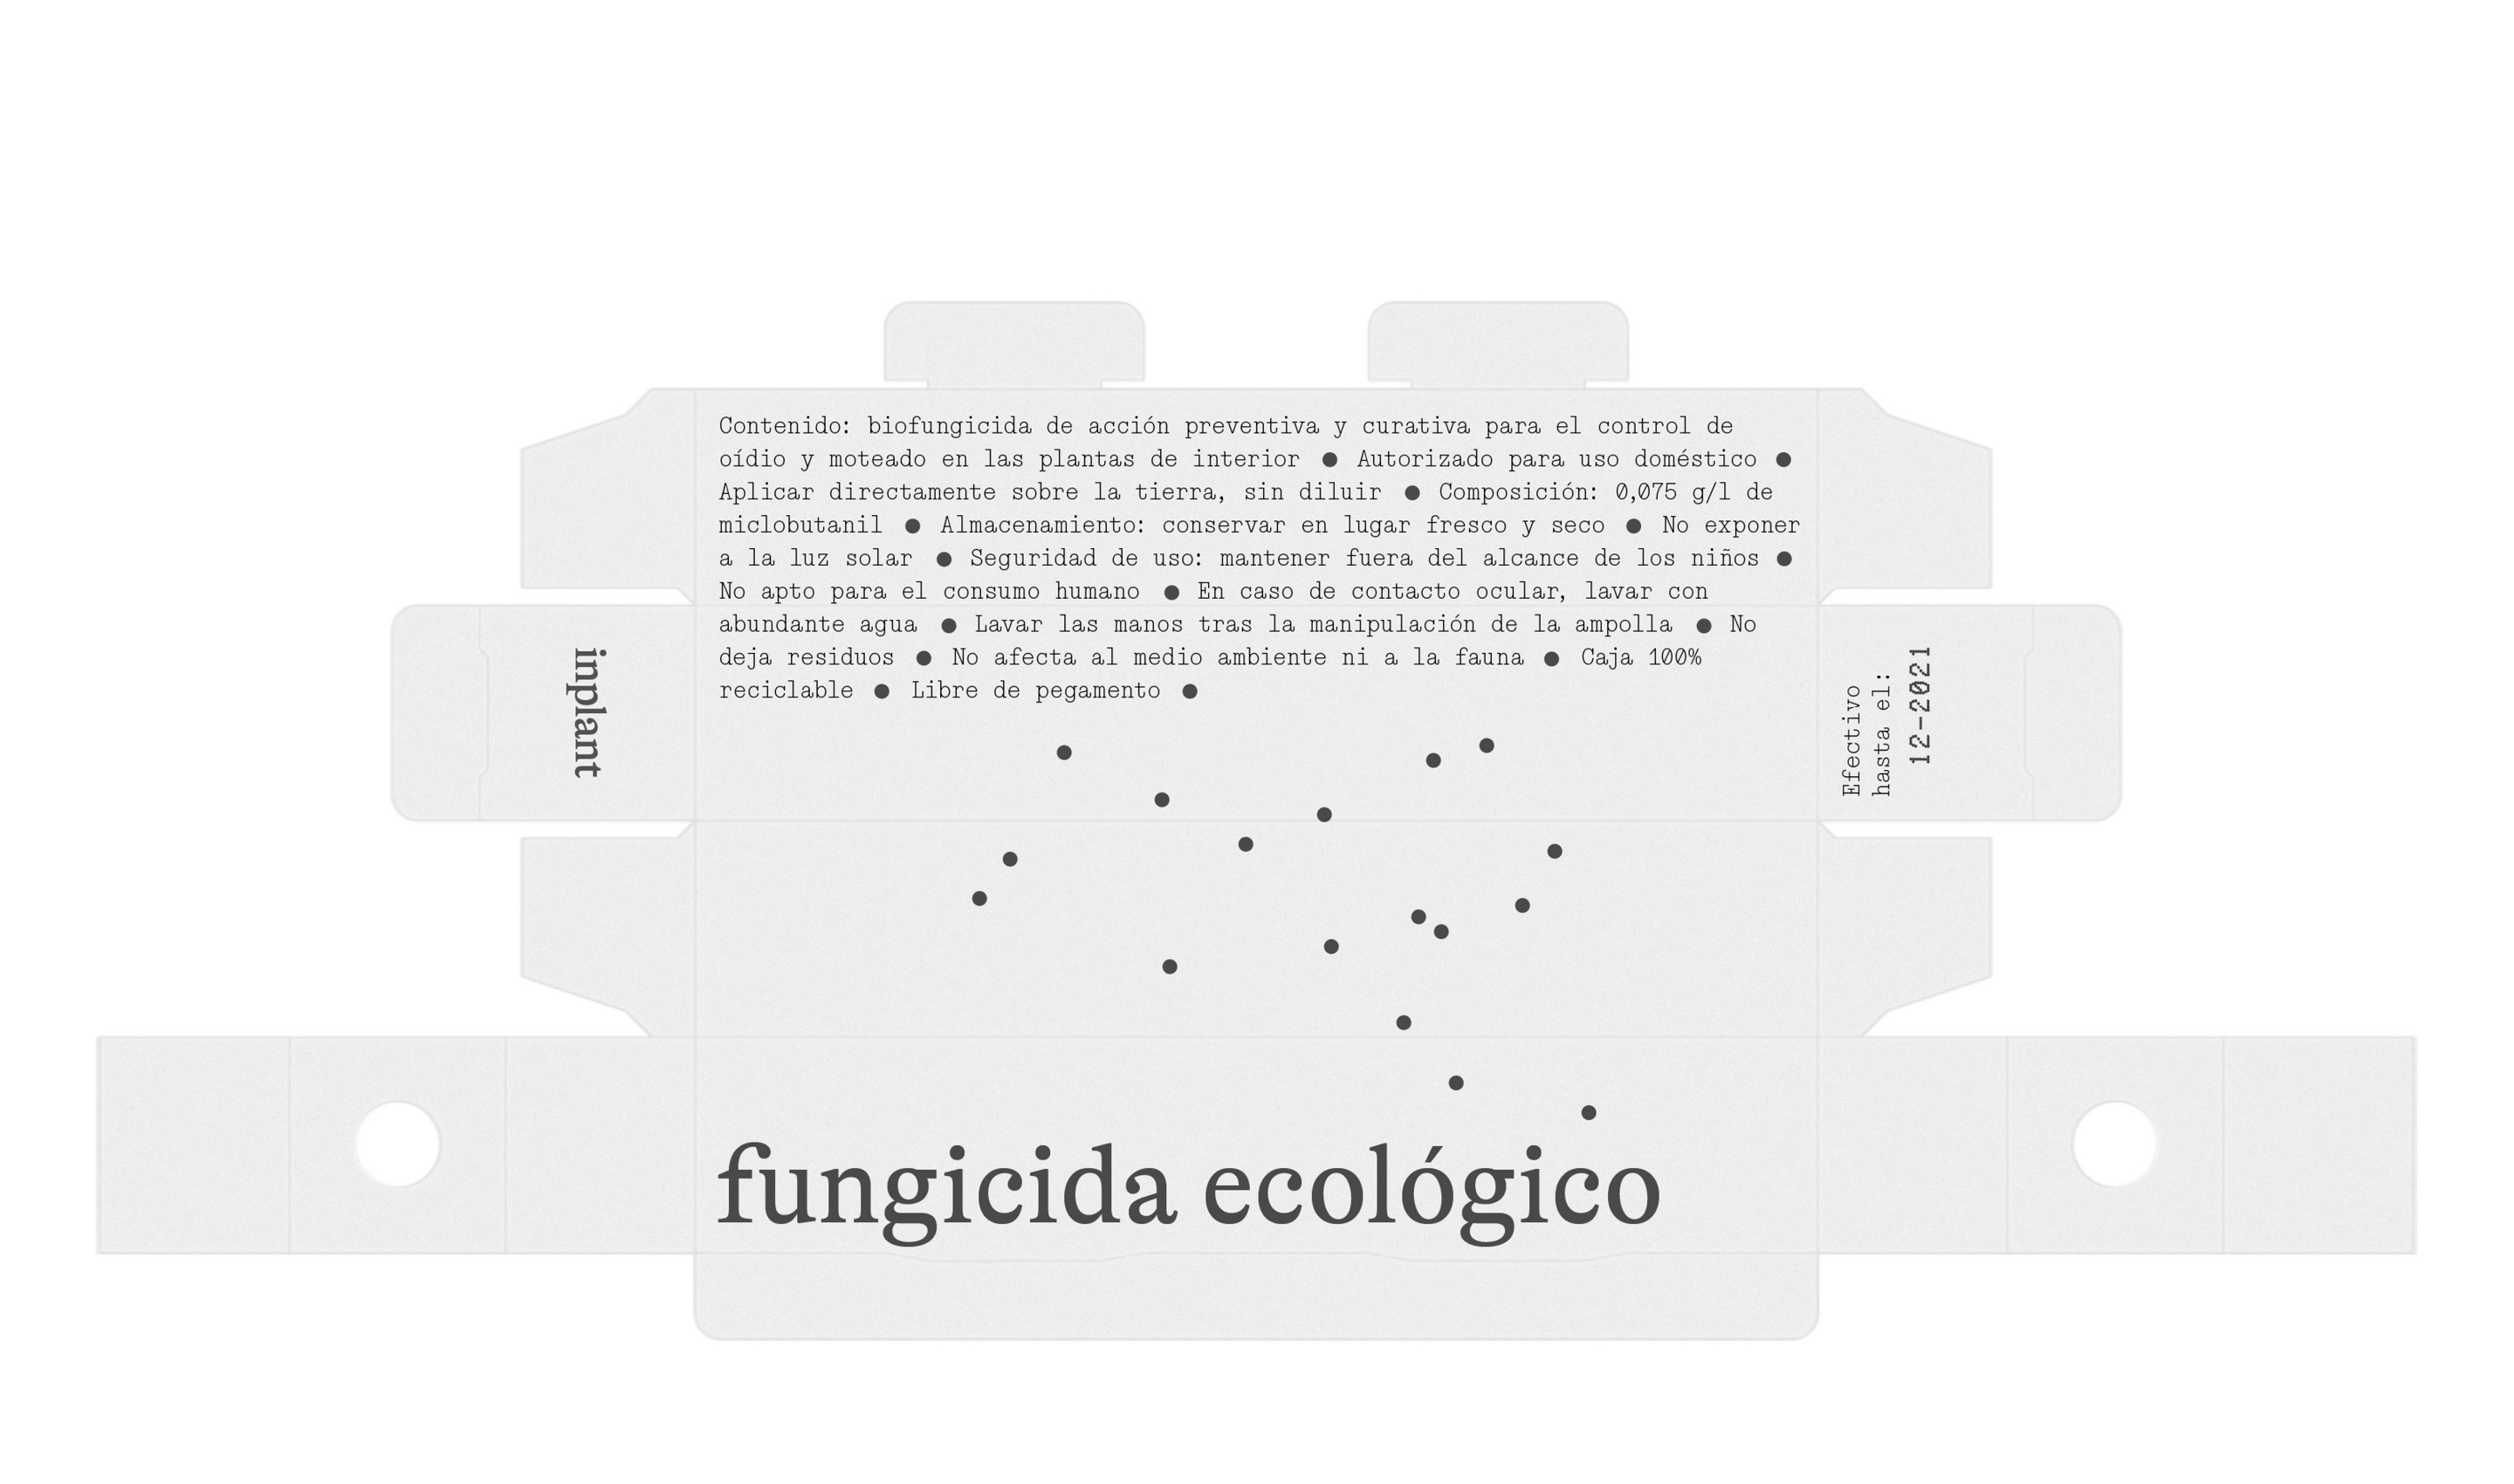 Contenido: biofungicida de acción preventiva y curativa para el control de
oídio y moteado en las plantas de interior ● Autorizado para uso doméstico ●
Aplicar directamente sobre la tierra, sin diluir ● Composición: 0,075 g/l de
miclobutanil ● Almacenamiento: conservar en lugar fresco y seco ● No exponer
a la luz solar ● Seguridad de uso: mantener fuera del alcance de los niños ●
No apto para el consumo humano ● En caso de contacto ocular, lavar con
abundante agua ● Lavar las manos tras la manipulación de la ampolla ● No
deja residuos ● No afecta al medio ambiente ni a la fauna ● Caja 100%
reciclable ● Libre de pegamento ●
inplant
Efectivo
hasta el:
12-2021
fungicida ecológico